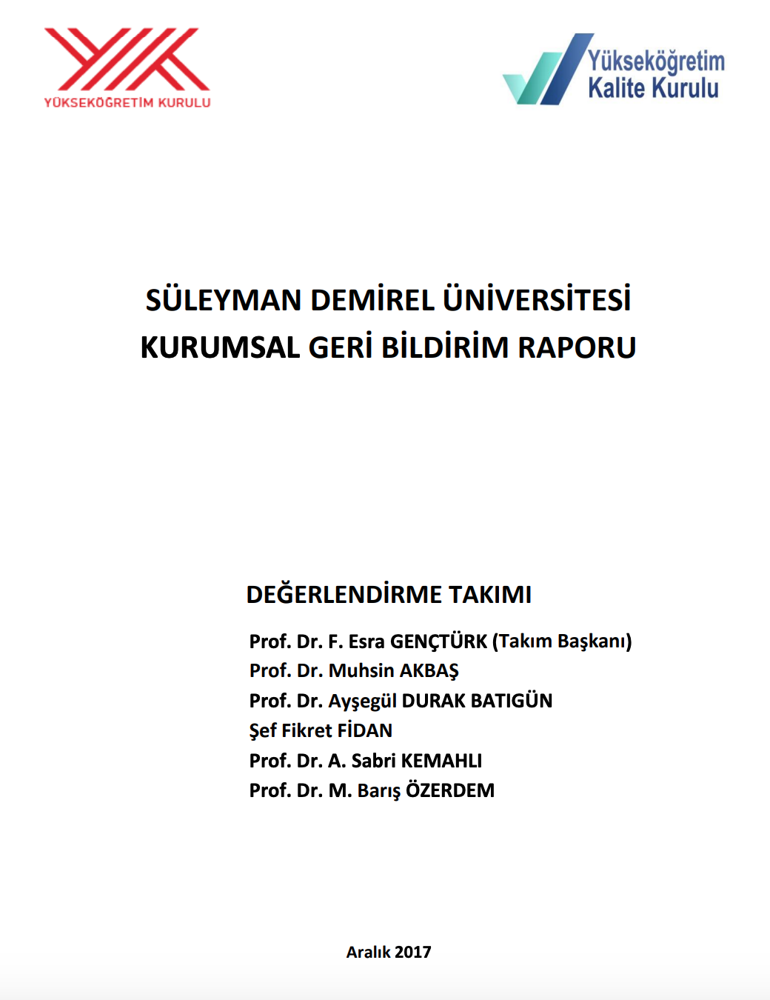 YÜKSEKÖĞRETİM KURULU
Yükseköğretim
Kalite Kurulu
SÜLEYMAN DEMİREL ÜNİVERSİTESİ
KURUMSAL GERİ BİLDİRİM RAPORU
DEĞERLENDİRME TAKIMI
Prof. Dr. F. Esra GENÇTÜRK (Takım Başkanı)
Prof. Dr. Muhsin AKBAŞ
Prof. Dr. Ayşegül DURAK BATIGÜN
Şef Fikret FİDAN
Prof. Dr. A. Sabri KEMAHLI
Prof. Dr. M. Barış ÖZERDEM
Aralık 2017